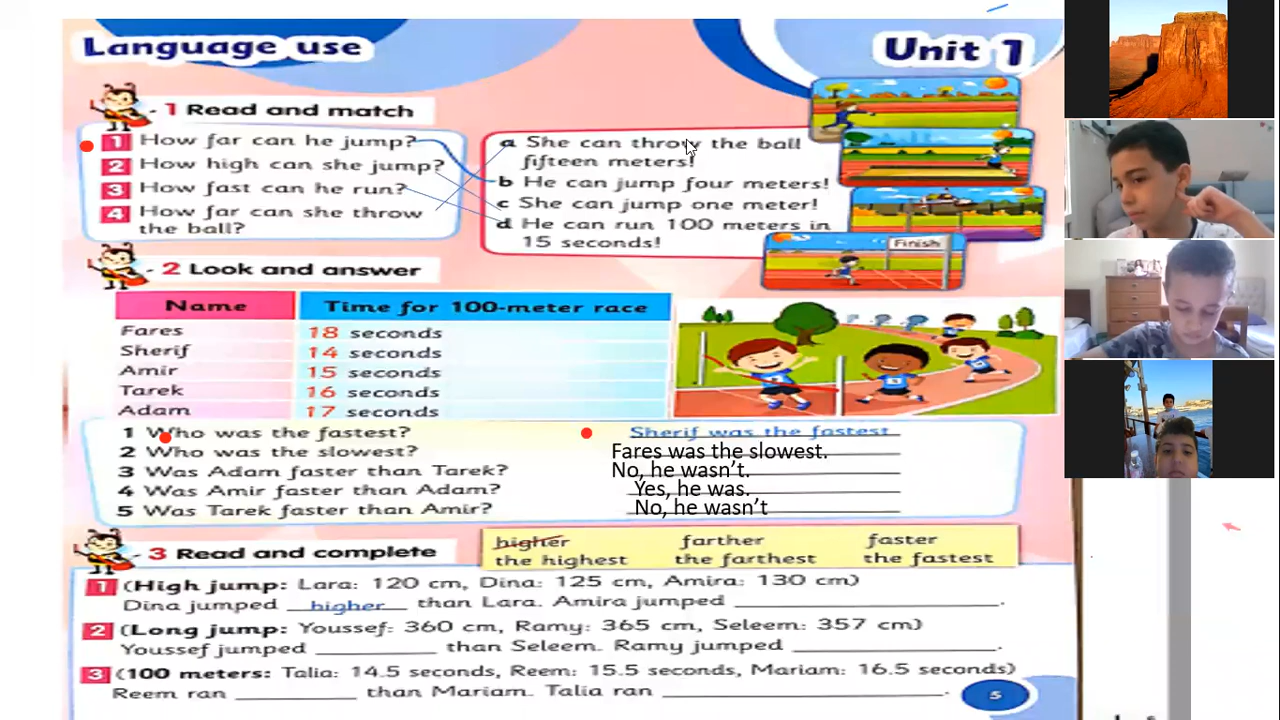 Language use
Unit 1
1 Read and match
1 How far can he jump?
2 How high can she jump?
3 How fast can he run?
4 How far can she throw
the ball?
a She can throw the ball
fifteen meters!
b He can jump four meters!
c She can jump one meter!
d He can run 100 meters in
15 seconds!
Finish
2 Look and answer
Name Time for 100-meter race
Fares 18 seconds
Sherif 14 seconds
Amir 15 seconds
Tarek 16 seconds
Adam 17 seconds
1 Who was the fastest? Sherif was the fastest
2 Who was the slowest? Fares was the slowest.
3 Was Adam faster than Tarek? No, he wasn't.
4 Was Amir faster than Adam? Yes, he was.
5 Was Tarek faster than Amir? No, he wasn't
3 Read and complete
higher farther faster
the highest the farthest the fastest
1 (High jump: Lara: 120 cm, Dina: 125 cm, Amira: 130 cm)
Dina jumped higher than Lara. Amira jumped ____________.
2 (Long jump: Youssef: 360 cm, Ramy: 365 cm, Seleem: 357 cm)
Youssef jumped ____________ than Seleem. Ramy jumped ____________.
3 (100 meters: Talia: 14.5 seconds, Reem: 15.5 seconds, Mariam: 16.5 seconds)
Reem ran ____________ than Mariam. Talia ran ____________.
5